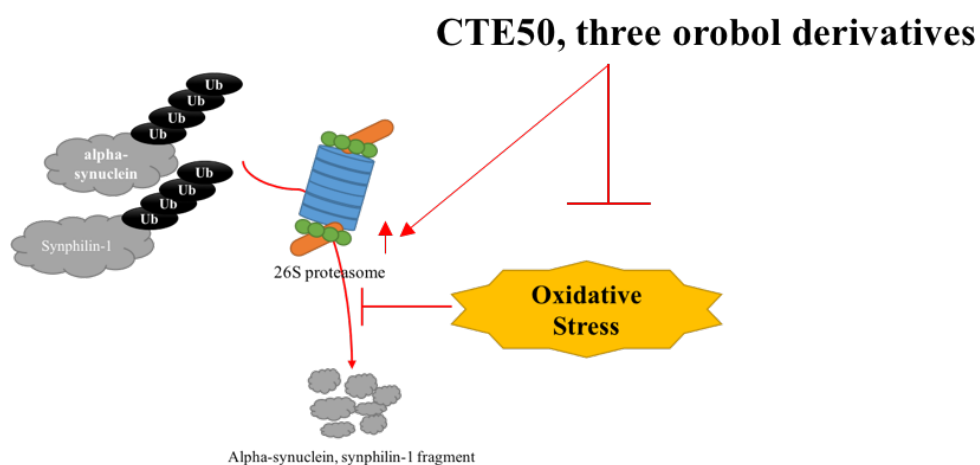 CTE50, three orobol derivatives
Ub
Ub
Ub
Ub
alpha-
synuclein
Ub
Ub
Ub
Ub
Synphilin-1
26S proteasome
Oxidative
Stress
Alpha-synuclein, synphilin-1 fragment